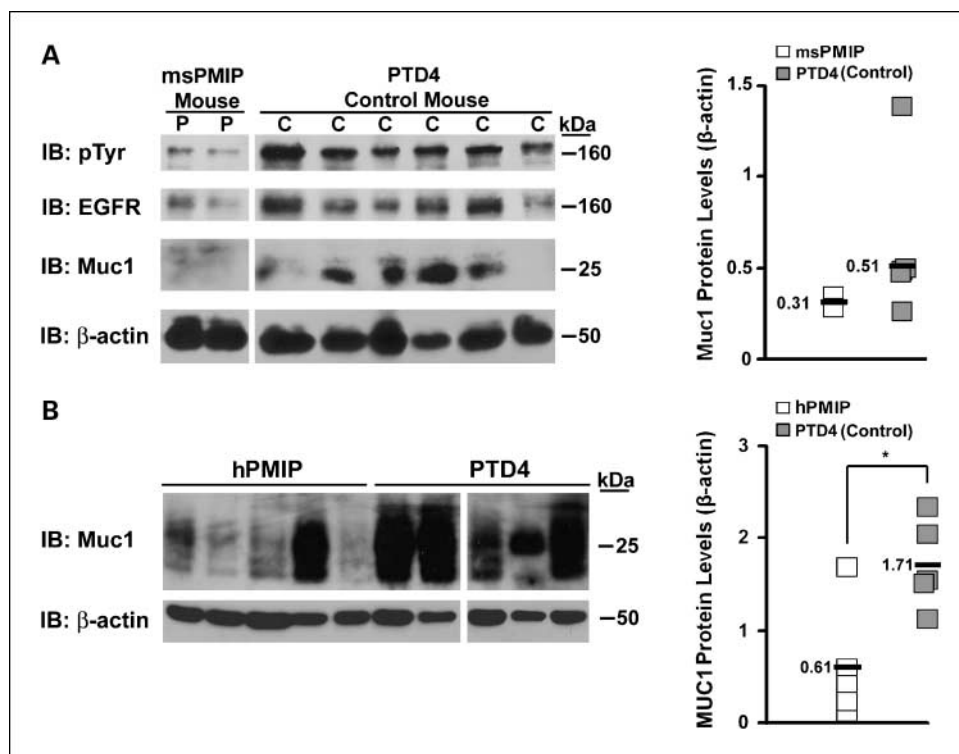 A
msPMIP
Mouse
PTD4
Control Mouse
P P C C C C C C kDa
IB: pTyr –160
IB: EGFR –160
IB: Muc1 –25
IB: β-actin –50
msPMIP
PTD4 (Control)
Muc1 Protein Levels (β-actin)
1.5
1
0.5
0
0.31
0.51
B
hPMIP PTD4 kDa
IB: Muc1 –25
IB: β-actin –50
hPMIP
PTD4 (Control)
MUC1 Protein Levels (β-actin)
3
2
1
0
*
0.61
1.71